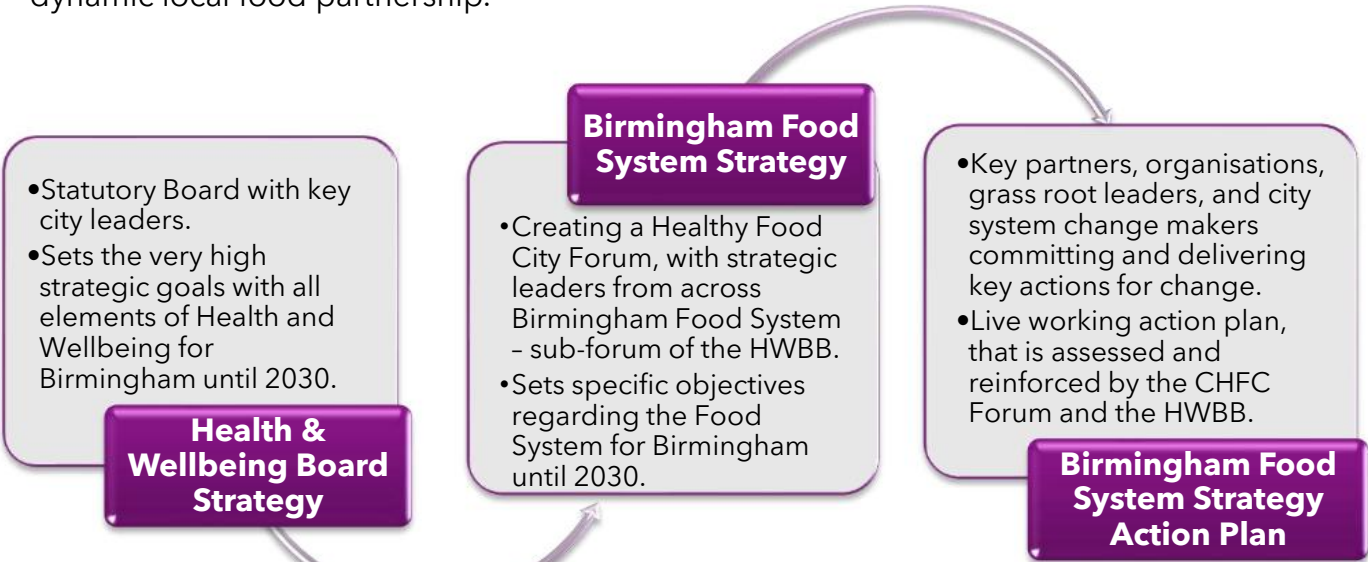 dynamic local food partnership.
•Statutory Board with key
city leaders.
•Sets the very high
strategic goals with all
elements of Health and
Wellbeing for
Birmingham until 2030.
Health &
Wellbeing Board
Strategy
Birmingham Food
System Strategy
•Creating a Healthy Food
City Forum, with strategic
leaders from across
Birmingham Food System
– sub-forum of the HWBB.
•Sets specific objectives
regarding the Food
System for Birmingham
until 2030.
•Key partners, organisations,
grass root leaders, and city
system change makers
committing and delivering
key actions for change.
•Live working action plan,
that is assessed and
reinforced by the CHFC
Forum and the HWBB.
Birmingham Food
System Strategy
Action Plan